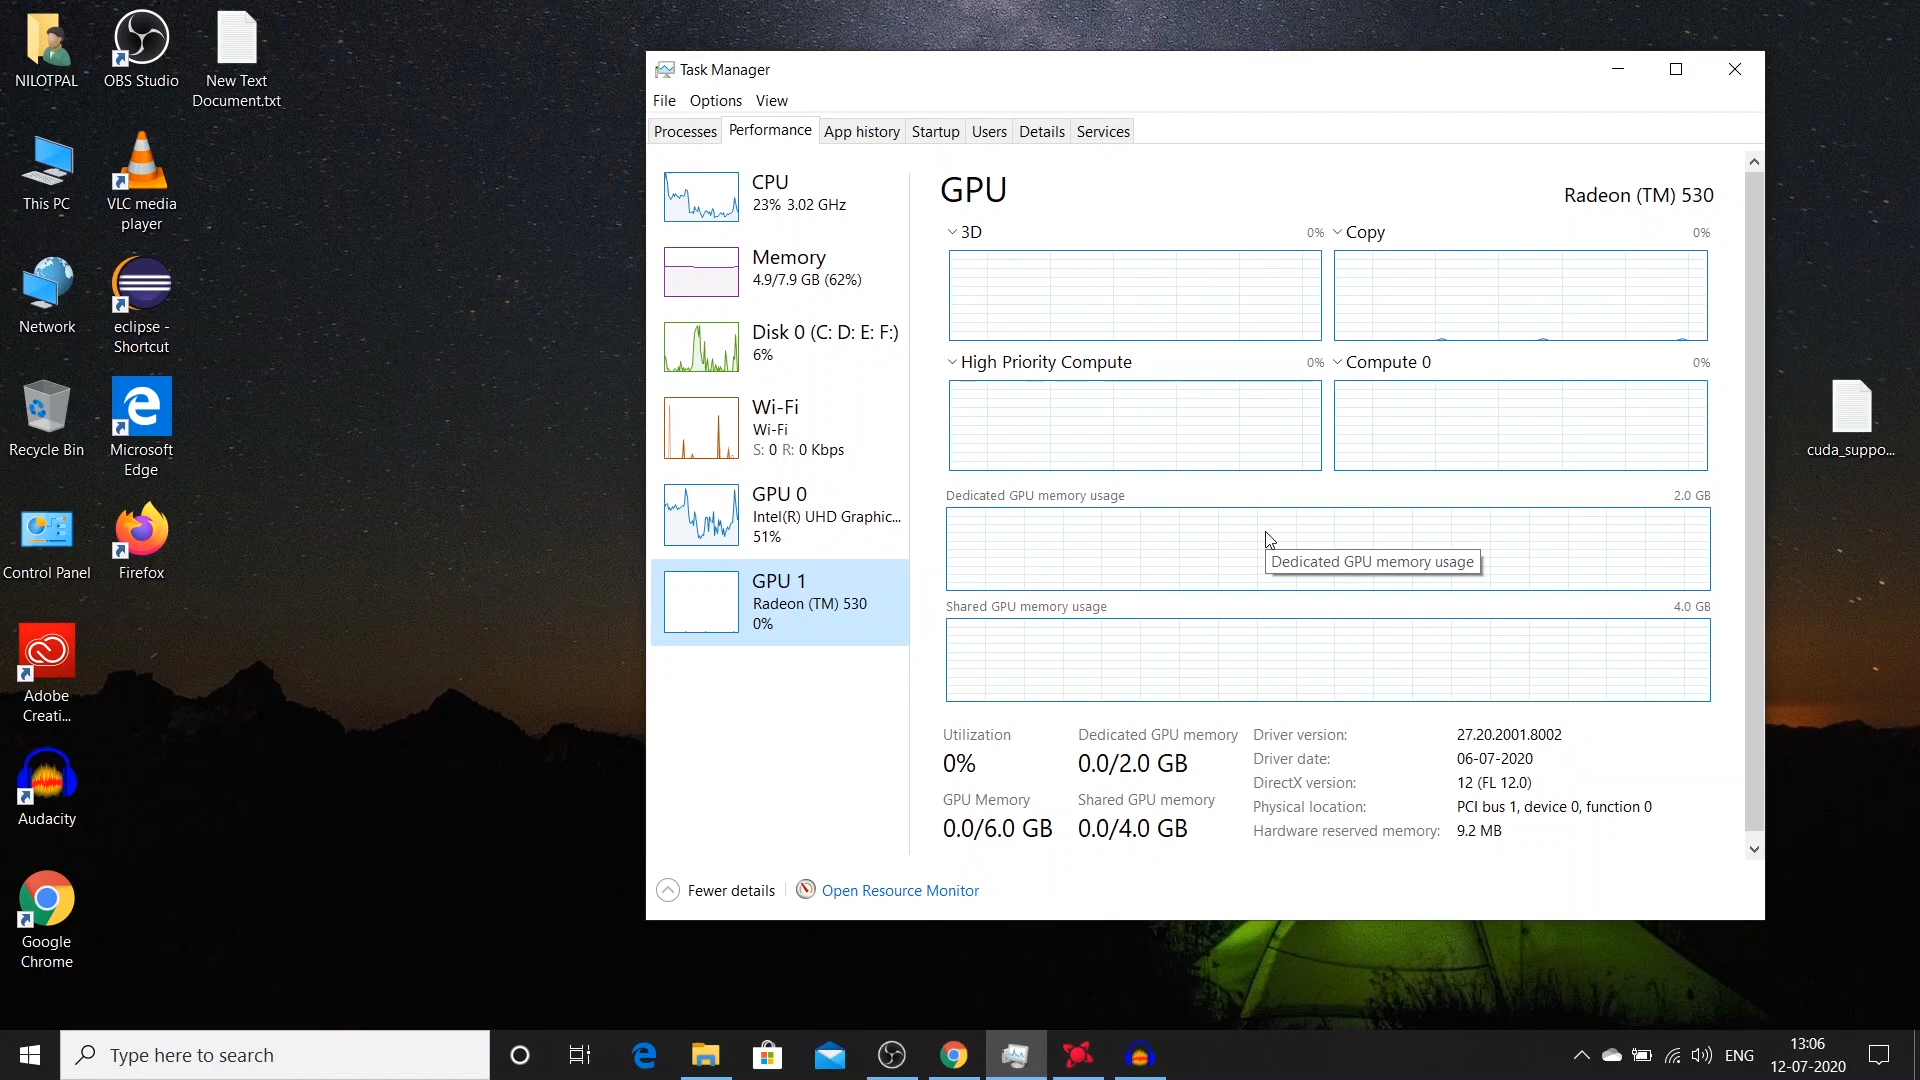 NILOTPAL
OBS Studio
New Text
Document.txt
This PC
VLC media
player
Network
eclipse -
Shortcut
Recycle Bin
Microsoft
Edge
Control Panel
Firefox
Adobe
Creati...
Audacity
Google
Chrome
cuda_suppo...
Task Manager
File Options View
Processes Performance App history Startup Users Details Services
CPU
23% 3.02 GHz
Memory
4.9/7.9 GB (62%)
Disk 0 (C: D: E: F:)
6%
Wi-Fi
Wi-Fi
S: 0 R: 0 Kbps
GPU 0
Intel(R) UHD Graphic...
51%
GPU 1
Radeon (TM) 530
0%
GPU
Radeon (TM) 530
3D 0% Copy 0%
High Priority Compute 0% Compute 0 0%
Dedicated GPU memory usage 2.0 GB
Dedicated GPU memory usage
Shared GPU memory usage 4.0 GB
Utilization
0%
Dedicated GPU memory
0.0/2.0 GB
GPU Memory
0.0/6.0 GB
Shared GPU memory
0.0/4.0 GB
Driver version: 27.20.2001.8002
Driver date: 06-07-2020
DirectX version: 12 (FL 12.0)
Physical location: PCI bus 1, device 0, function 0
Hardware reserved memory: 9.2 MB
Fewer details Open Resource Monitor
Type here to search
ENG
13:06
12-07-2020